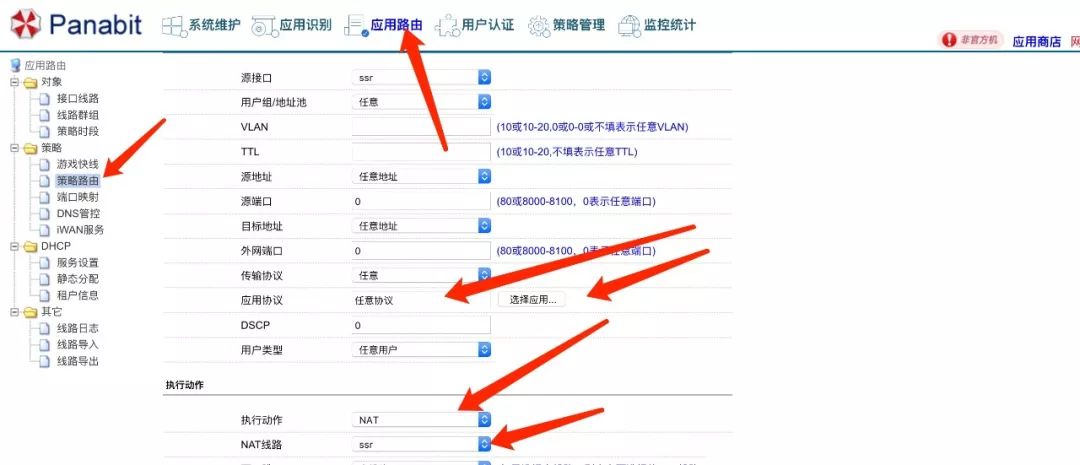 Panabit 系统维护 应用识别 应用路由 用户认证 策略管理 监控统计
非官方机 应用商店 网
应用路由
对象
接口线路
线路群组
策略时段
策略
游戏快线
策略路由
端口映射
DNS管控
iWAN服务
DHCP
服务设置
静态分配
租户信息
其它
线路日志
线路导入
线路导出
源接口 ssr
用户组/地址池 任意
VLAN (10或10-20,0或0-0或不填表示任意VLAN)
TTL (10或10-20,不填表示任意TTL)
源地址 任意地址
源端口 0 (80或8000-8100，0表示任意端口)
目标地址 任意地址
外网端口 0 (80或8000-8100，0表示任意端口)
传输协议 任意
应用协议 任意协议 选择应用...
DSCP 0
用户类型 任意用户
执行动作
执行动作 NAT
NAT线路 ssr